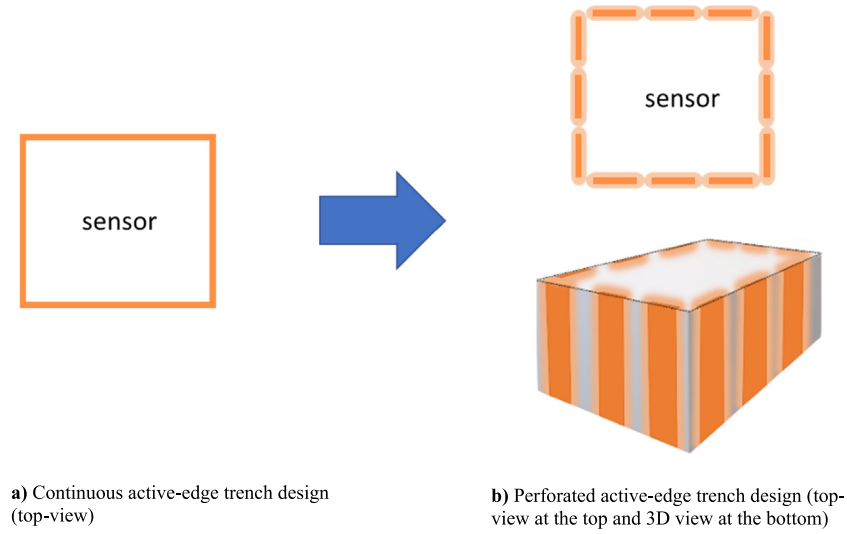 sensor
sensor
a) Continuous active-edge trench design
(top-view)
b) Perforated active-edge trench design (top-
view at the top and 3D view at the bottom)